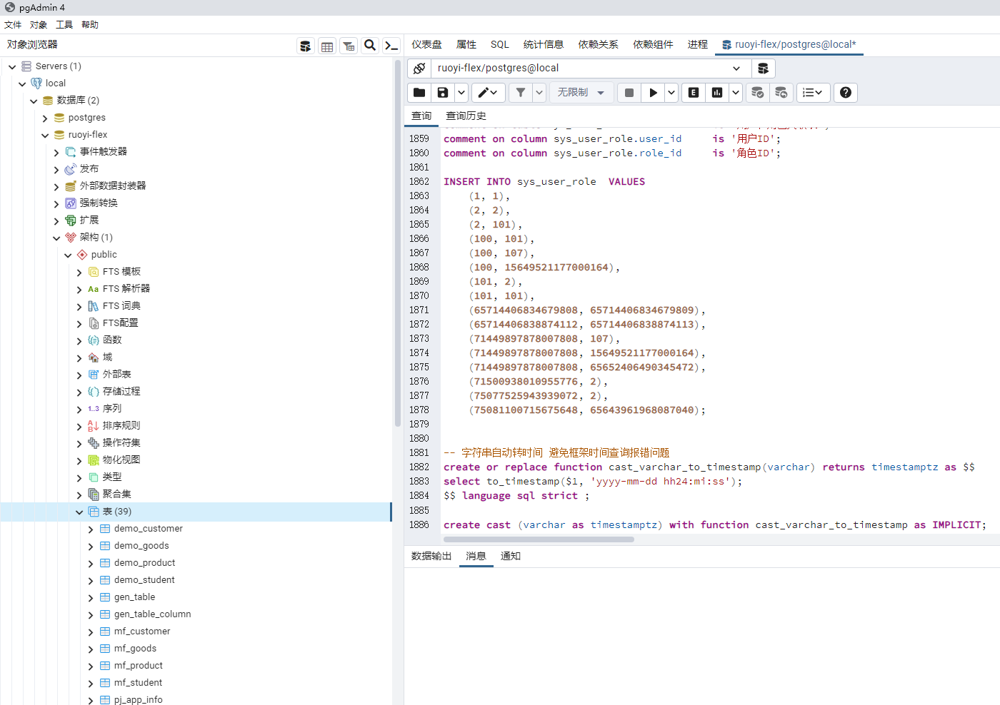 pgAdmin 4
文件 对象 工具 帮助
对象浏览器
Servers (1)
local
数据库 (2)
postgres
ruoyi-flex
事件触发器
发布
外部数据封装器
强制转换
扩展
架构 (1)
public
FTS 模板
Aa FTS 解析器
FTS 词典
FTS配置
函数
域
外部表
存储过程
1..3 序列
排序规则
操作符集
物化视图
类型
聚合集
表 (39)
demo_customer
demo_goods
demo_product
demo_student
gen_table
gen_table_column
mf_customer
mf_goods
mf_product
mf_student
pj_app_info
仪表盘 属性 SQL 统计信息 依赖关系 依赖组件 进程 ruoyi-flex/postgres@local*
ruoyi-flex/postgres@local
无限制
查询 查询历史
1859 comment on column sys_user_role.user_id is '用户ID';
1860 comment on column sys_user_role.role_id is '角色ID';
1861
1862 INSERT INTO sys_user_role VALUES
1863 (1, 1),
1864 (2, 2),
1865 (2, 101),
1866 (100, 101),
1867 (100, 107),
1868 (100, 15649521177000164),
1869 (101, 2),
1870 (101, 101),
1871 (65714406834679808, 65714406834679809),
1872 (65714406838874112, 65714406838874113),
1873 (71449897878007808, 107),
1874 (71449897878007808, 15649521177000164),
1875 (71449897878007808, 65652406490345472),
1876 (71500938010955776, 2),
1877 (75077525943939072, 2),
1878 (75081100715675648, 65643961968087040);
1879
1880
1881 -- 字符串自动转时间 避免框架时间查询报错问题
1882 create or replace function cast_varchar_to_timestamp(varchar) returns timestamptz as $$
1883 select to_timestamp($1, 'yyyy-mm-dd hh24:mi:ss');
1884 $$ language sql strict ;
1885
1886 create cast (varchar as timestamptz) with function cast_varchar_to_timestamp as IMPLICIT;
数据输出 消息 通知